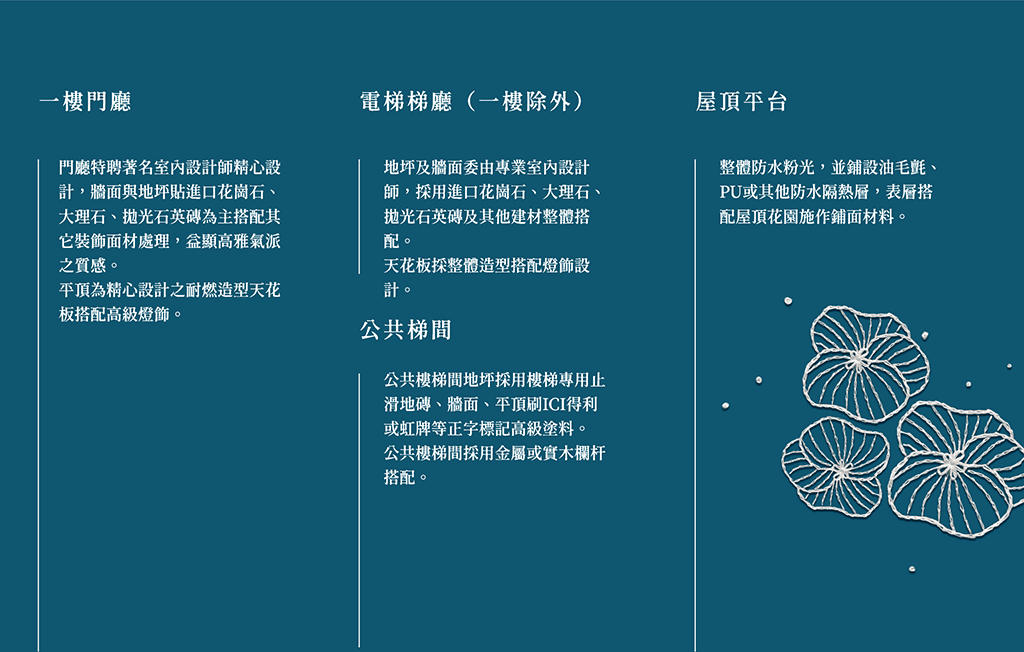 一樓門廳
門廳特聘著名室內設計師精心設
計，牆面與地坪貼進口花崗石、
大理石、拋光石英磚為主搭配其
它裝飾面材處理，益顯高雅氣派
之質感。
平頂為精心設計之耐燃造型天花
板搭配高級燈飾。
電梯梯廳（一樓除外）
地坪及牆面委由專業室內設計
師，採用進口花崗石、大理石、
拋光石英磚及其他建材整體搭
配。
天花板採整體造型搭配燈飾設
計。
公共梯間
公共樓梯間地坪採用樓梯專用止
滑地磚、牆面、平頂刷ICI得利
或虹牌等正字標記高級塗料。
公共樓梯間採用金屬或實木欄杆
搭配。
屋頂平台
整體防水粉光，並鋪設油毛氈、
PU或其他防水隔熱層，表層搭
配屋頂花園施作鋪面材料。